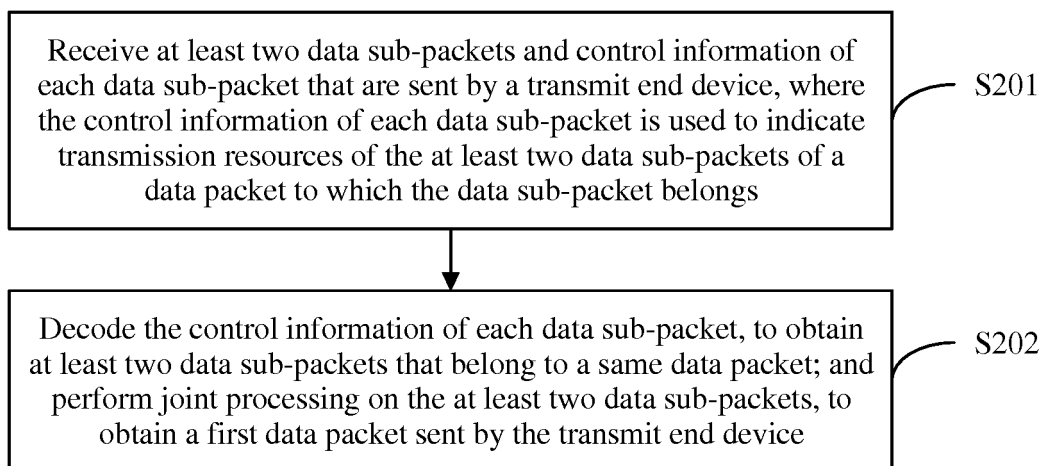 Receive at least two data sub-packets and control information of
each data sub-packet that are sent by a transmit end device, where
the control information of each data sub-packet is used to indicate
transmission resources of the at least two data sub-packets of a
data packet to which the data sub-packet belongs
S201
Decode the control information of each data sub-packet, to obtain
at least two data sub-packets that belong to a same data packet; and
perform joint processing on the at least two data sub-packets, to
obtain a first data packet sent by the transmit end device
S202